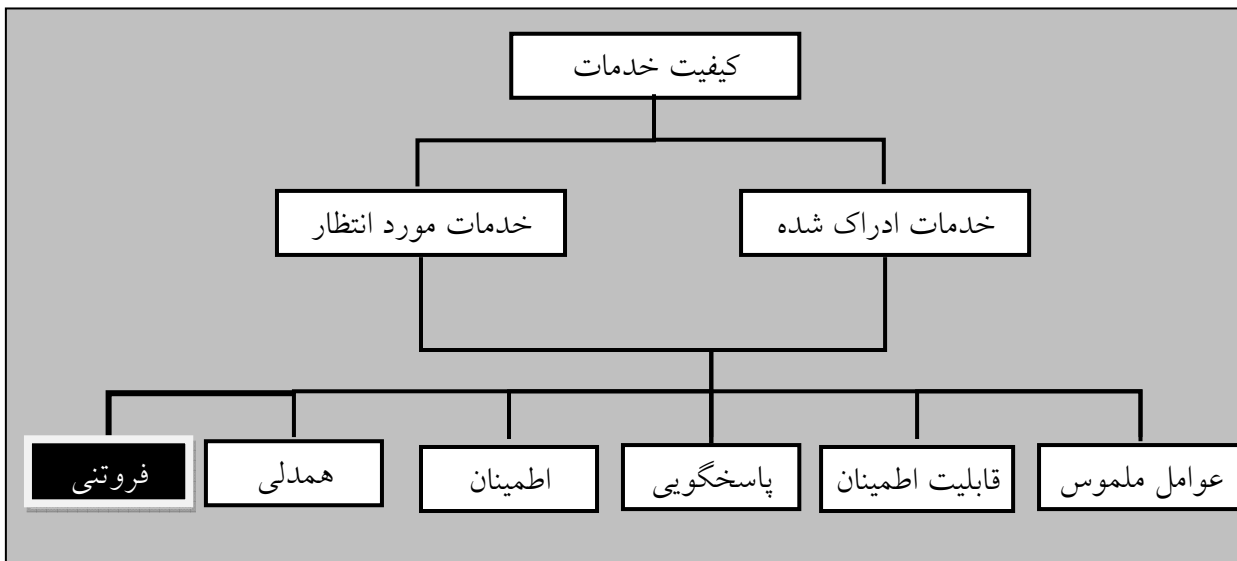 کیفیت خدمات
خدمات ادراک شده
خدمات مورد انتظار
عوامل ملموس
قابلیت اطمینان
پاسخگویی
اطمینان
همدلی
فروتنی